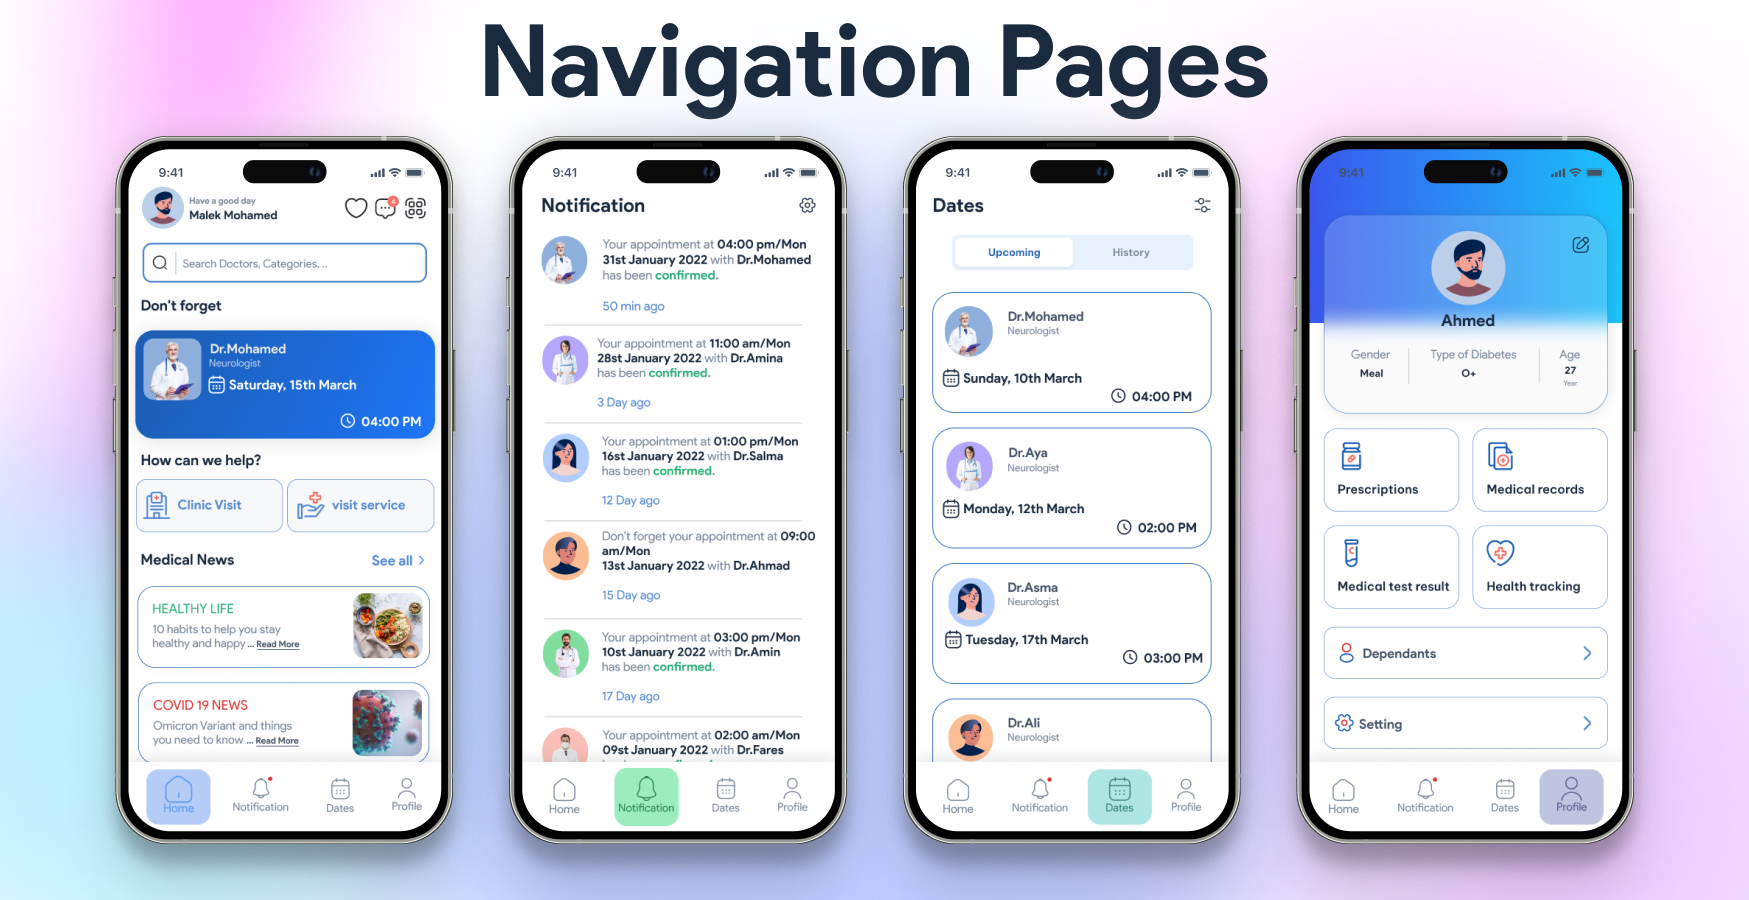 Navigation Pages
9:41
Have a good day
Malek Mohamed
4
Search Doctors, Categories, ..
Don't forget
Dr.Mohamed
Neurologist
Saturday, 15th March
04:00 PM
How can we help?
Clinic Visit
visit service
Medical News
See all
HEALTHY LIFE
10 habits to help you stay
healthy and happy ... Read More
COVID 19 NEWS
Omicron Variant and things
you need to know ... Read More
Home
Notification
Dates
Profile
9:41
Notification
Your appointment at 04:00 pm/Mon
31st January 2022 with Dr.Mohamed
has been confirmed.
50 min ago
Your appointment at 11:00 am/Mon
28st January 2022 with Dr.Amina
has been confirmed.
3 Day ago
Your appointment at 01:00 pm/Mon
16st January 2022 with Dr.Salma
has been confirmed.
12 Day ago
Don't forget your appointment at 09:00
am/Mon
13st January 2022 with Dr.Ahmad
15 Day ago
Your appointment at 03:00 pm/Mon
10st January 2022 with Dr.Amin
has been confirmed.
17 Day ago
Your appointment at 02:00 am/Mon
09st January 2022 with Dr.Fares
Home
Notification
Dates
Profile
9:41
Dates
Upcoming
History
Dr.Mohamed
Neurologist
Sunday, 10th March
04:00 PM
Dr.Aya
Neurologist
Monday, 12th March
02:00 PM
Dr.Asma
Neurologist
Tuesday, 17th March
03:00 PM
Dr.Ali
Neurologist
Home
Notification
Dates
Profile
9:41
Ahmed
Gender
Meal
Type of Diabetes
O+
Age
27
Year
Prescriptions
Medical records
Medical test result
Health tracking
Dependants
Setting
Home
Notification
Dates
Profile